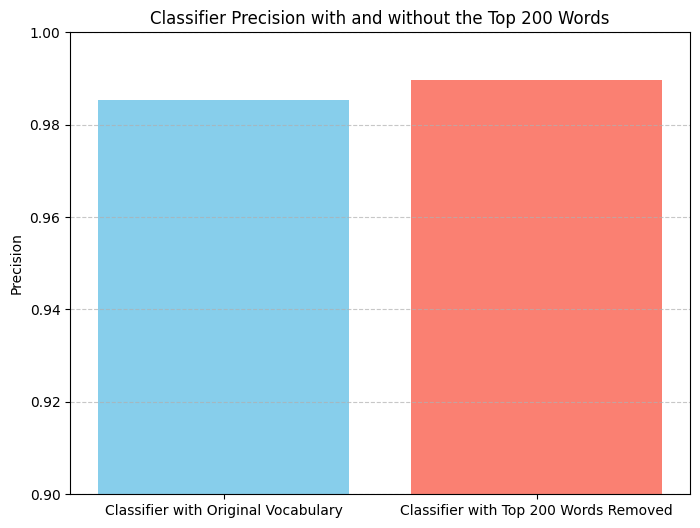 Classifier Precision with and without the Top 200 Words
1.00
0.98
0.96
0.94
0.92
0.90
Precision
Classifier with Original Vocabulary
Classifier with Top 200 Words Removed